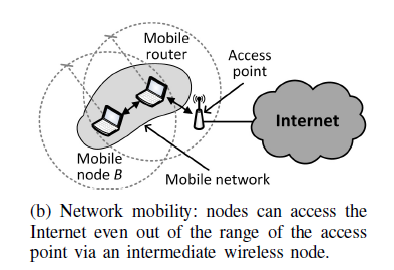 Mobile
router
Access
point
Internet
Mobile
node B
Mobile network
(b) Network mobility: nodes can access the
Internet even out of the range of the access
point via an intermediate wireless node.